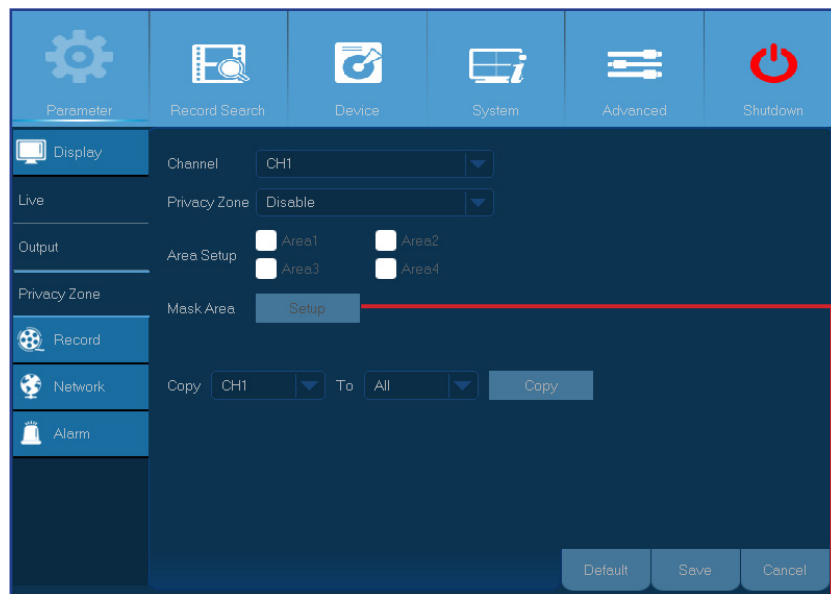 Parameter
Record Search
Device
System
Advanced
Shutdown
Display
Live
Output
Privacy Zone
Record
Network
Alarm
Channel CH1
Privacy Zone Disable
Area Setup Area1 Area2
Area3 Area4
Mask Area Setup
Copy CH1 To All Copy
Default Save Cancel